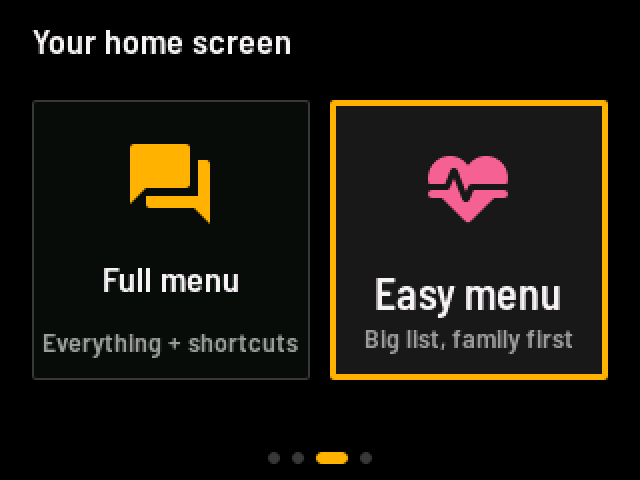 Your home screen
Full menu
Everything + shortcuts
Easy menu
Big list, family first